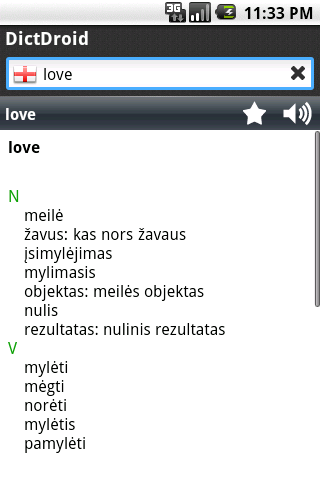 3G 11:33 PM
DictDroid
love
love
love
N
meilė
žavus: kas nors žavaus
įsimylėjimas
mylimasis
objektas: meilės objektas
nulis
rezultatas: nulinis rezultatas
V
mylėti
mėgti
norėti
mylėtis
pamylėti